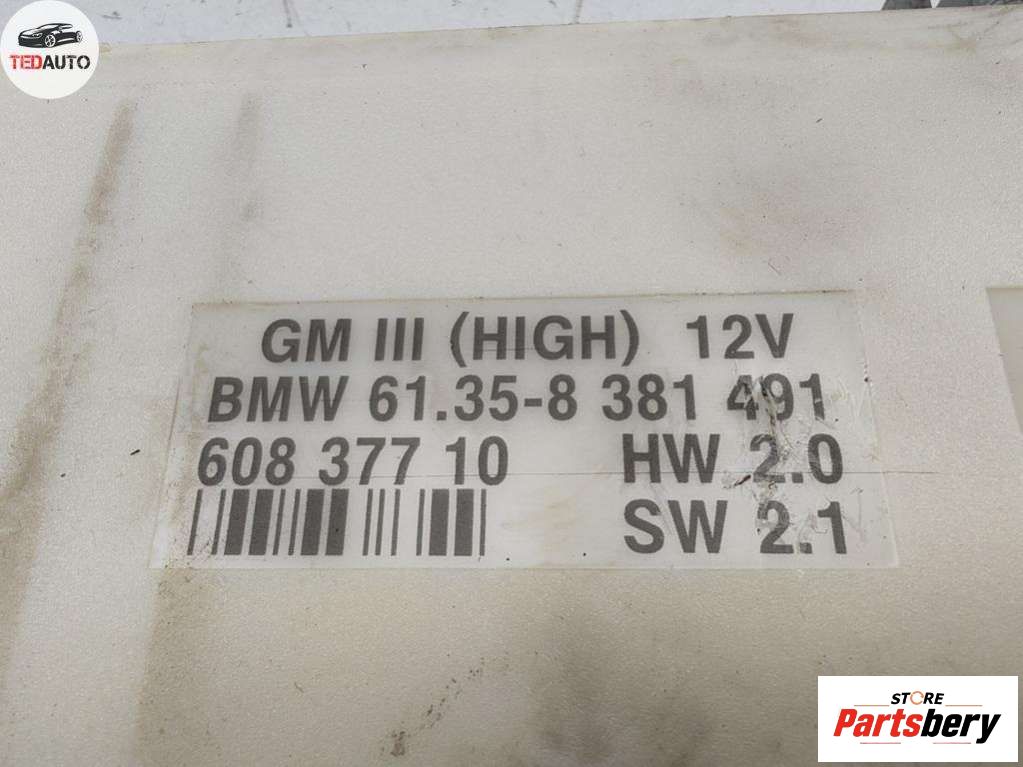 TEDAUTO
GM III (HIGH) 12V
BMW 61.35-8 381 491
608 377 10 HW 2.0
SW 2.1
STORE
Partsbery